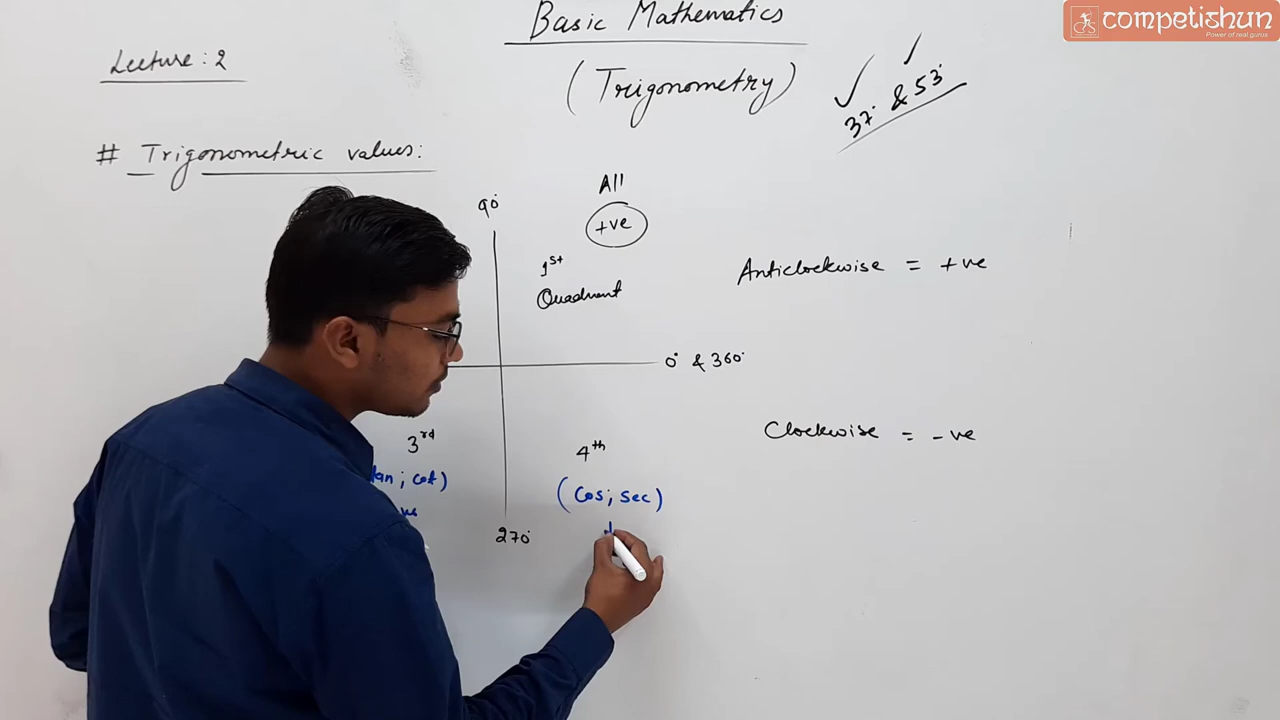 competishun
Power of real gurus
Basic Mathematics
Lecture : 2
(Trigonometry)
37° & 53°
# Trigonometric values:
90°
All
+ve
1st
Quadrant
Anticlockwise = +ve
0° & 360°
3rd
4th
Clockwise = -ve
tan ; cot)
(Cos; sec)
ve
270°
+